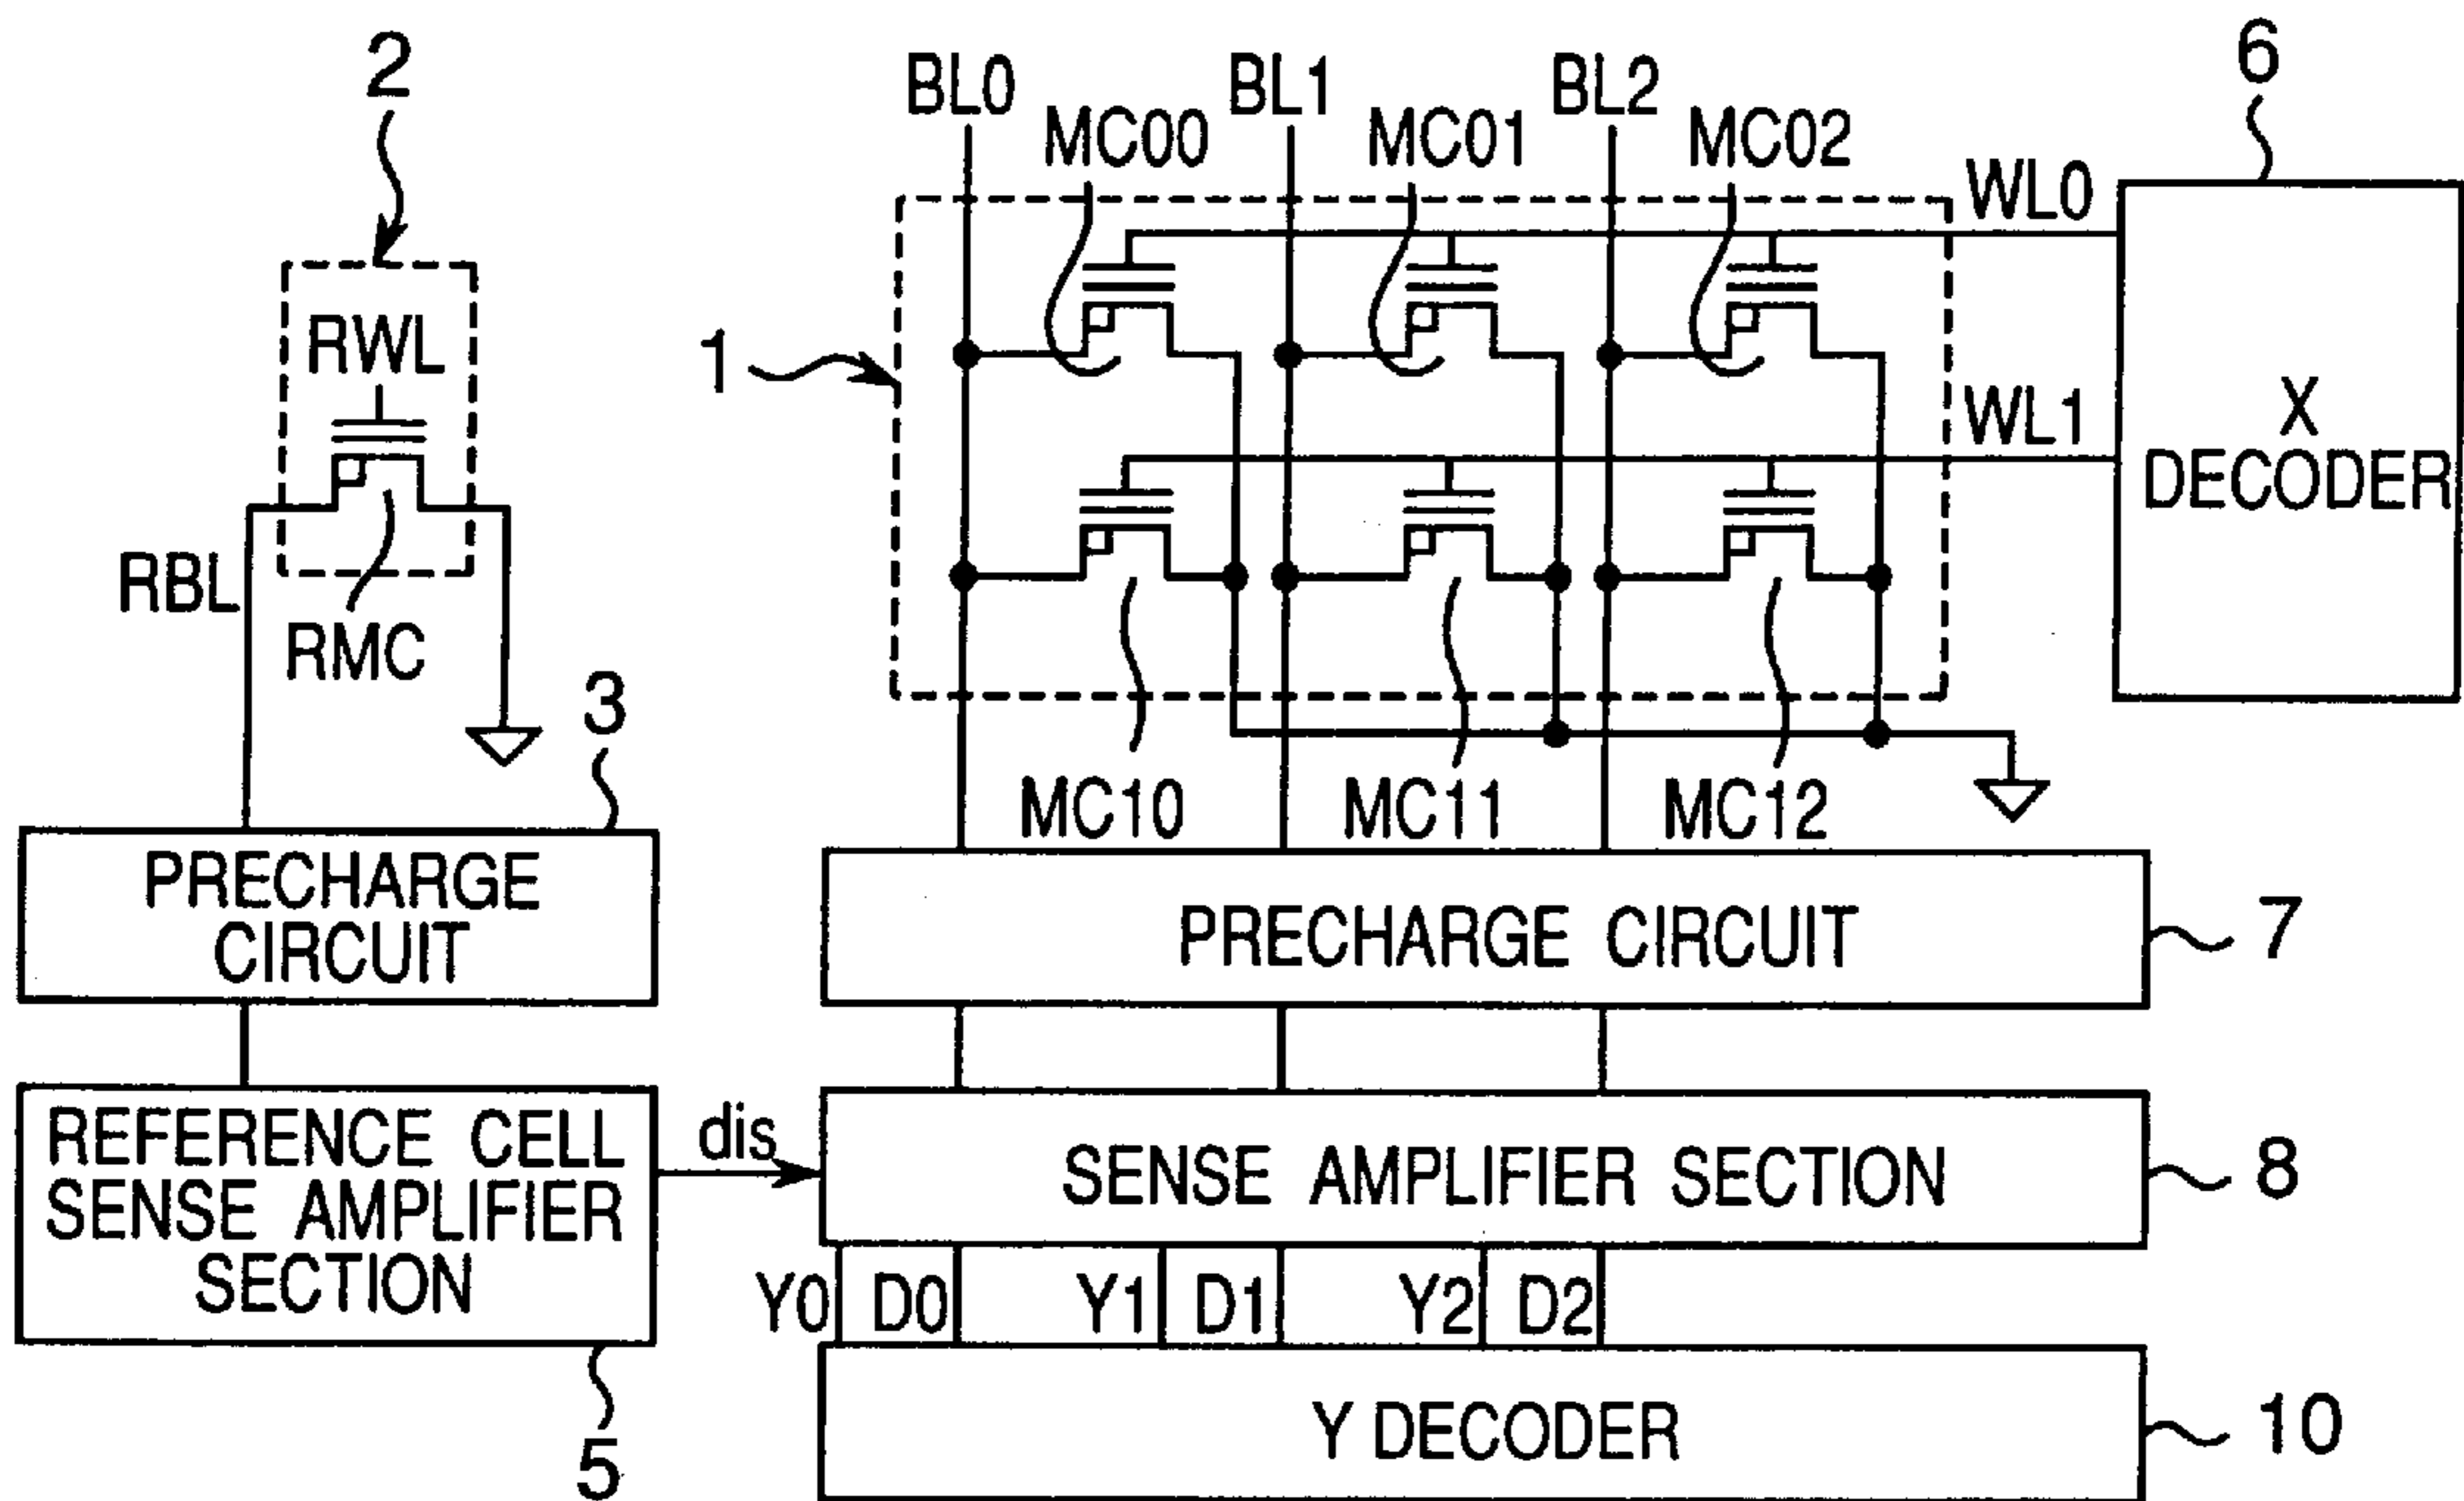 2
BL0
BL1
BL2
6
MC00
MC01
MC02
WL0
RWL
1
WL1
X
DECODER
RBL
RMC
3
MC10
MC11
MC12
PRECHARGE
CIRCUIT
PRECHARGE CIRCUIT
7
REFERENCE CELL
SENSE AMPLIFIER
SECTION
dis
SENSE AMPLIFIER SECTION
8
Y0
D0
Y1
D1
Y2
D2
5
Y DECODER
10